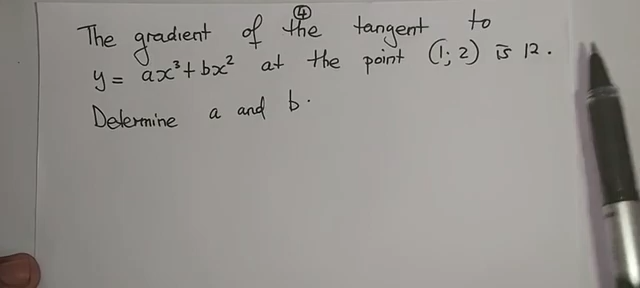 ④
The gradient of the tangent to
y = ax³ + bx² at the point (1; 2) is 12.
Determine a and b.